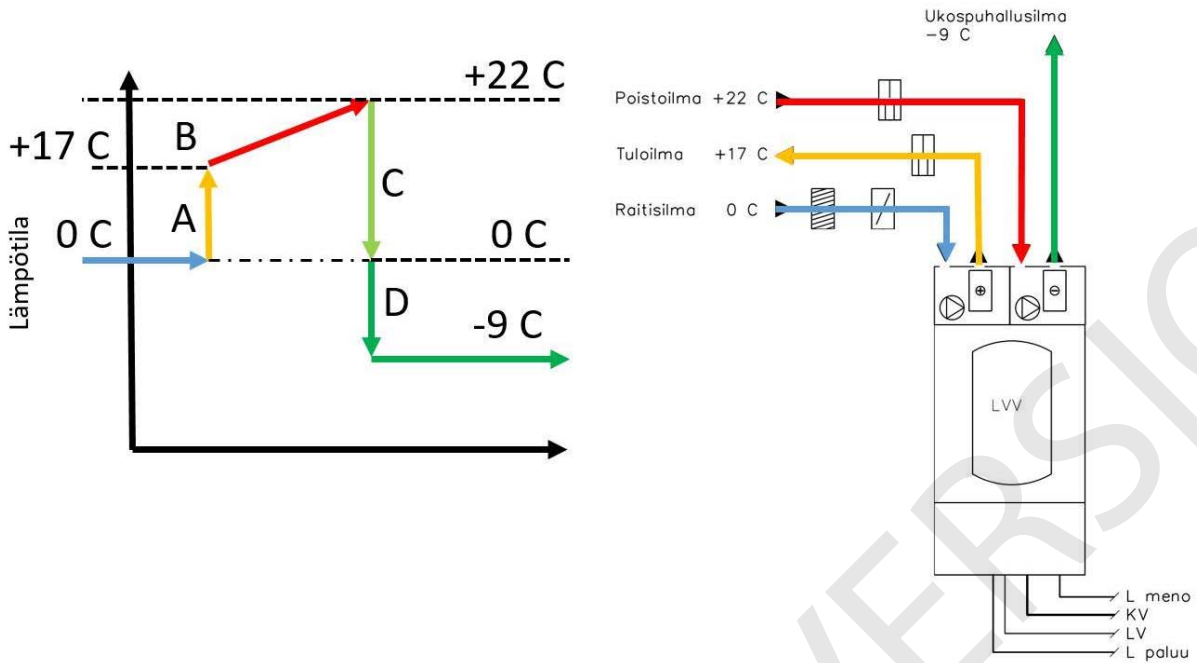 +22 C
+17 C
B
C
A
0 C
0 C
D
-9 C
Lämpötila
Ukospuhallusilma
-9 C
Poistoilma +22 C
Tuloilma +17 C
Raitisilma 0 C
LVV
L meno
KV
LV
L paluu
VERSIO